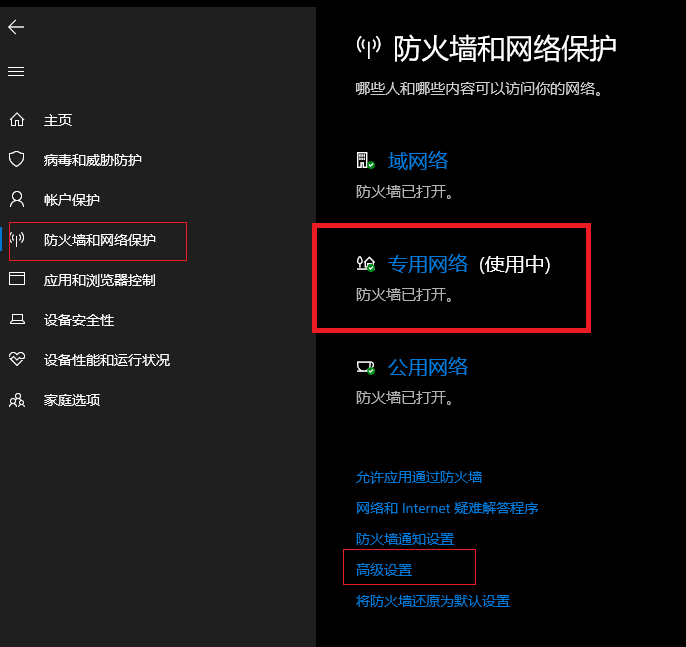 主页
病毒和威胁防护
帐户保护
防火墙和网络保护
应用和浏览器控制
设备安全性
设备性能和运行状况
家庭选项
防火墙和网络保护
哪些人和哪些内容可以访问你的网络。
域网络
防火墙已打开。
专用网络 (使用中)
防火墙已打开。
公用网络
防火墙已打开。
允许应用通过防火墙
网络和 Internet 疑难解答程序
防火墙通知设置
高级设置
将防火墙还原为默认设置